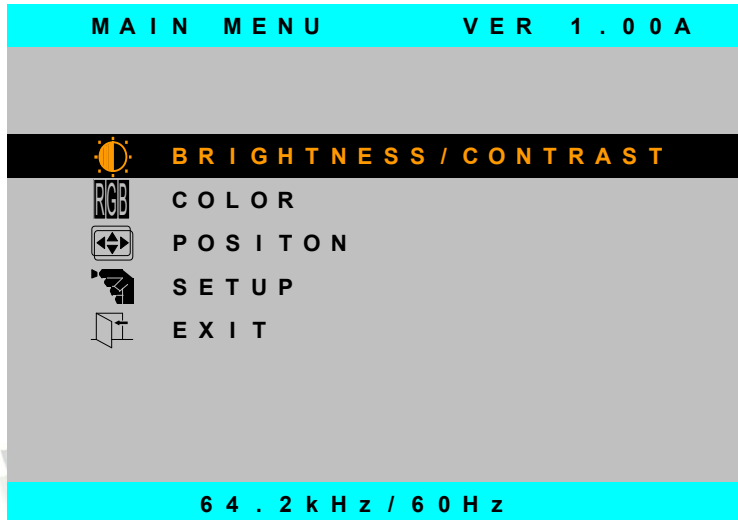 MAIN MENU VER 1.00A
BRIGHTNESS/CONTRAST
RGB COLOR
POSITON
SETUP
EXIT
64.2kHz/60Hz